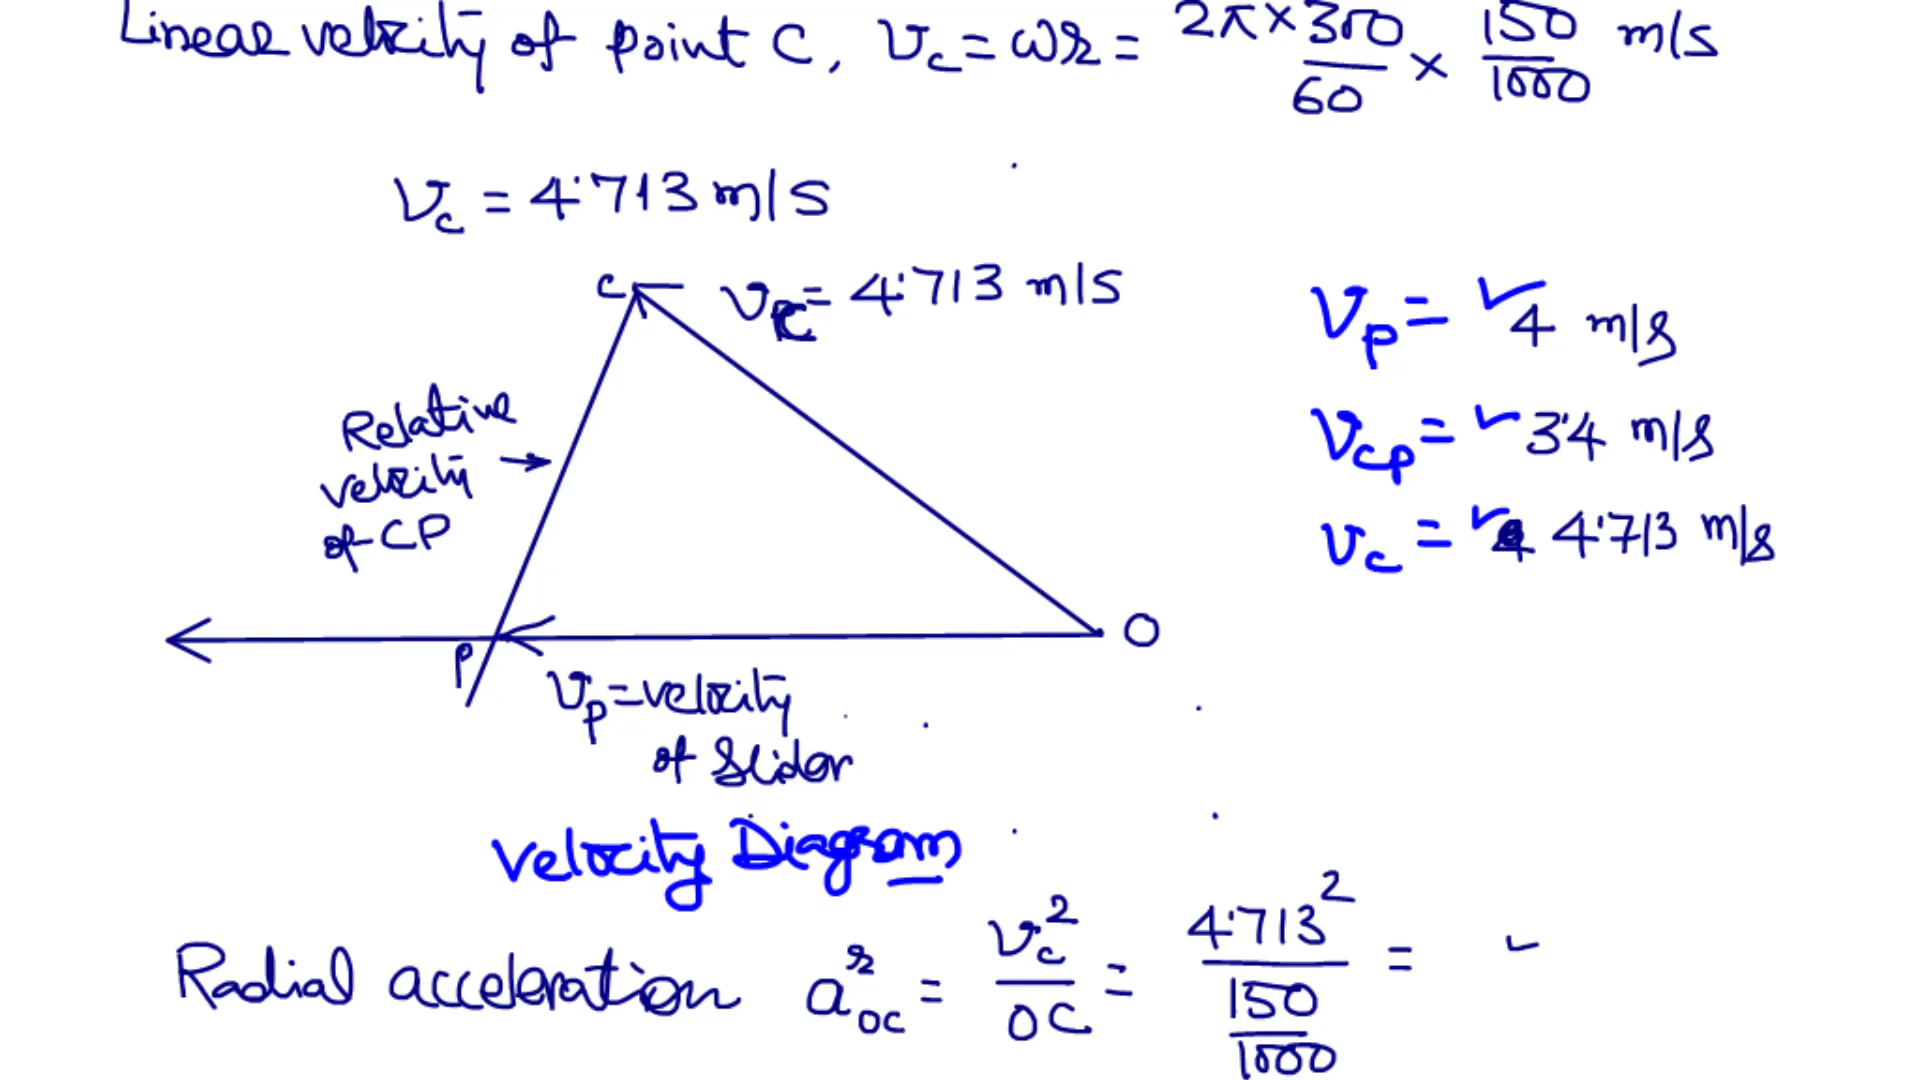 Linear velocity of point C, Vc = ωr = 2π×300/60 × 150/1000 m/s
Vc = 4.713 m/s
C
Vc = 4.713 m/s
Vp = ✓4 m/s
Relative
velocity →
of CP
Vcp = ✓3.4 m/s
Vc = ✓ 4.713 m/s
O
P
Vp = velocity
of Slider
Velocity Diagram
Radial acceleration a^r_oc = Vc²/OC = 4.713²/(150/1000) = ✓